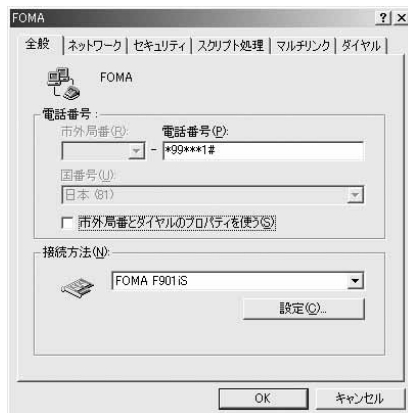 FOMA
全般 ネットワーク セキュリティ スクリプト処理 マルチリンク ダイヤル
FOMA
電話番号:
市外局番(R): 電話番号(P):
- *99***1#
国番号(U):
日本 (81)
市外局番とダイヤルのプロパティを使う(S)
接続方法(N):
FOMA F901iS
設定(C)...
OK キャンセル